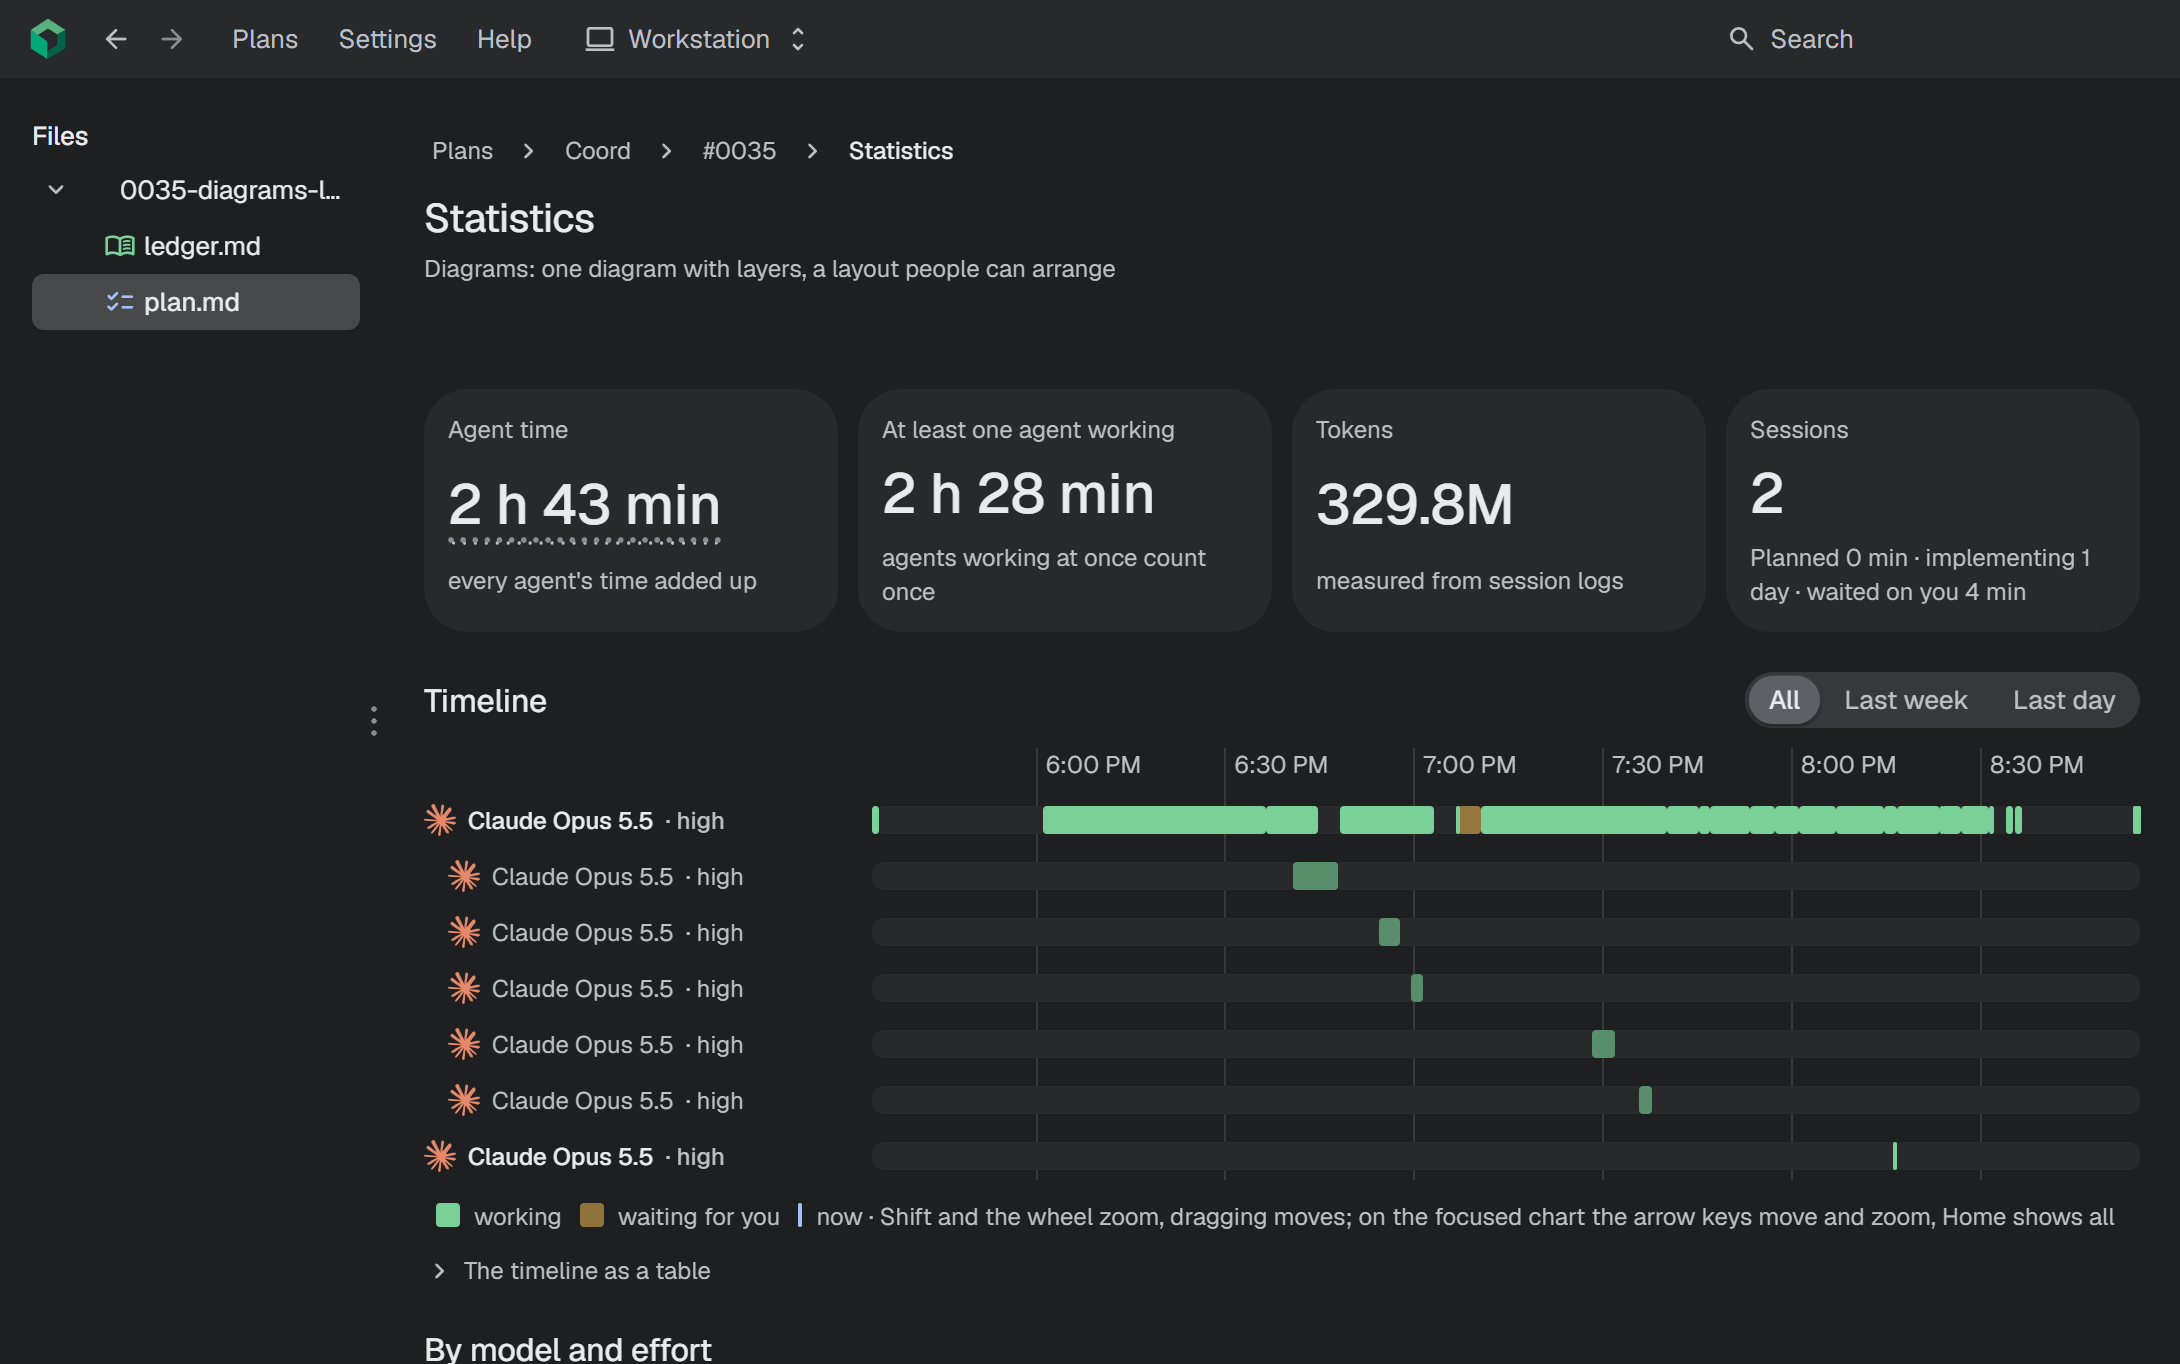 Plans Settings Help Workstation Search
Files
0035-diagrams-l...
ledger.md
plan.md
Plans Coord #0035 Statistics
Statistics
Diagrams: one diagram with layers, a layout people can arrange
Agent time
2 h 43 min
every agent's time added up
At least one agent working
2 h 28 min
agents working at once count
once
Tokens
329.8M
measured from session logs
Sessions
2
Planned 0 min · implementing 1
day · waited on you 4 min
Timeline
All Last week Last day
6:00 PM 6:30 PM 7:00 PM 7:30 PM 8:00 PM 8:30 PM
Claude Opus 5.5 · high
Claude Opus 5.5 · high
Claude Opus 5.5 · high
Claude Opus 5.5 · high
Claude Opus 5.5 · high
Claude Opus 5.5 · high
Claude Opus 5.5 · high
working waiting for you now · Shift and the wheel zoom, dragging moves; on the focused chart the arrow keys move and zoom, Home shows all
The timeline as a table
By model and effort